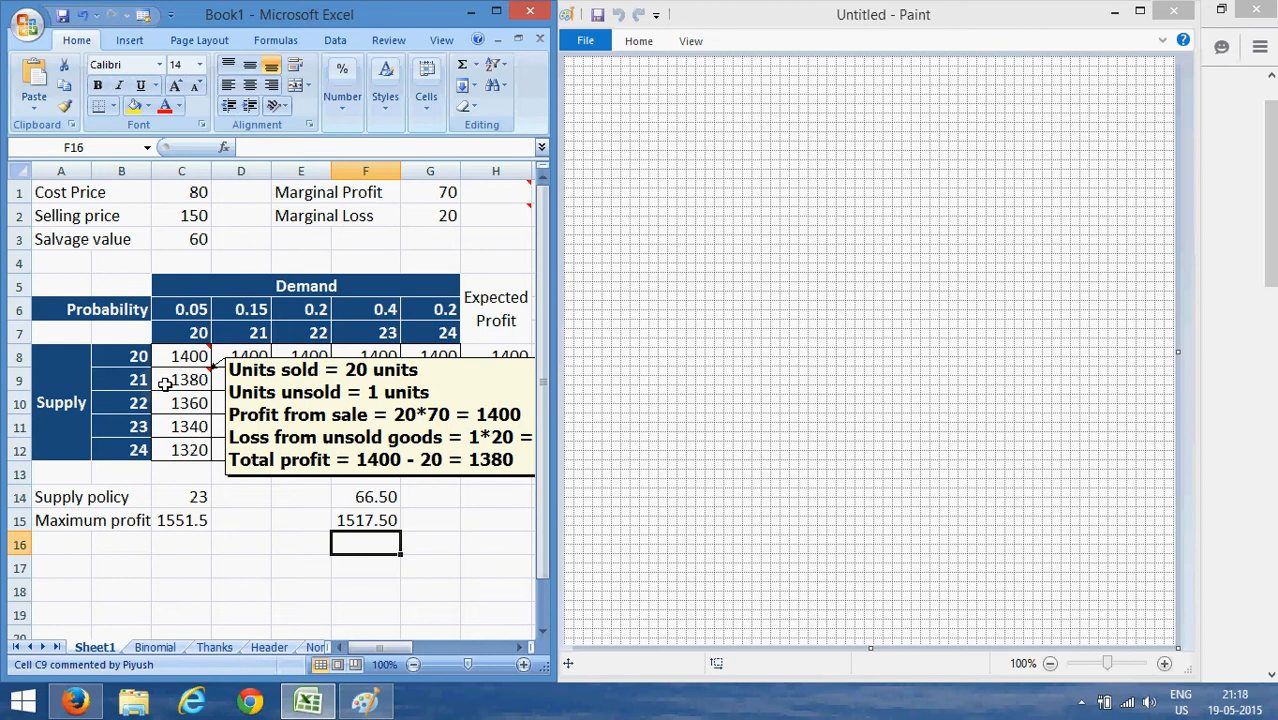 Book1 - Microsoft Excel
Home Insert Page Layout Formulas Data Review View
Calibri 14
Paste
B I U A A
Number Styles Cells
Clipboard Font Alignment Editing
F16 fx
A B C D E F G H
1 Cost Price 80 Marginal Profit 70
2 Selling price 150 Marginal Loss 20
3 Salvage value 60
4
5 Demand
6 Probability 0.05 0.15 0.2 0.4 0.2 Expected
Profit
7 20 21 22 23 24
8 20 1400 1400 1400 1400 1400 1400
9 21 1380
10 Supply 22 1360
11 23 1340
12 24 1320
Units sold = 20 units
Units unsold = 1 units
Profit from sale = 20*70 = 1400
Loss from unsold goods = 1*20 =
Total profit = 1400 - 20 = 1380
13
14 Supply policy 23 66.50
15 Maximum profit 1551.5 1517.50
16
17
18
19
20
Sheet1 Binomial Thanks Header Nor
Cell C9 commented by Piyush 100%
Untitled - Paint
File Home View
100%
ENG
US
21:18
19-05-2015